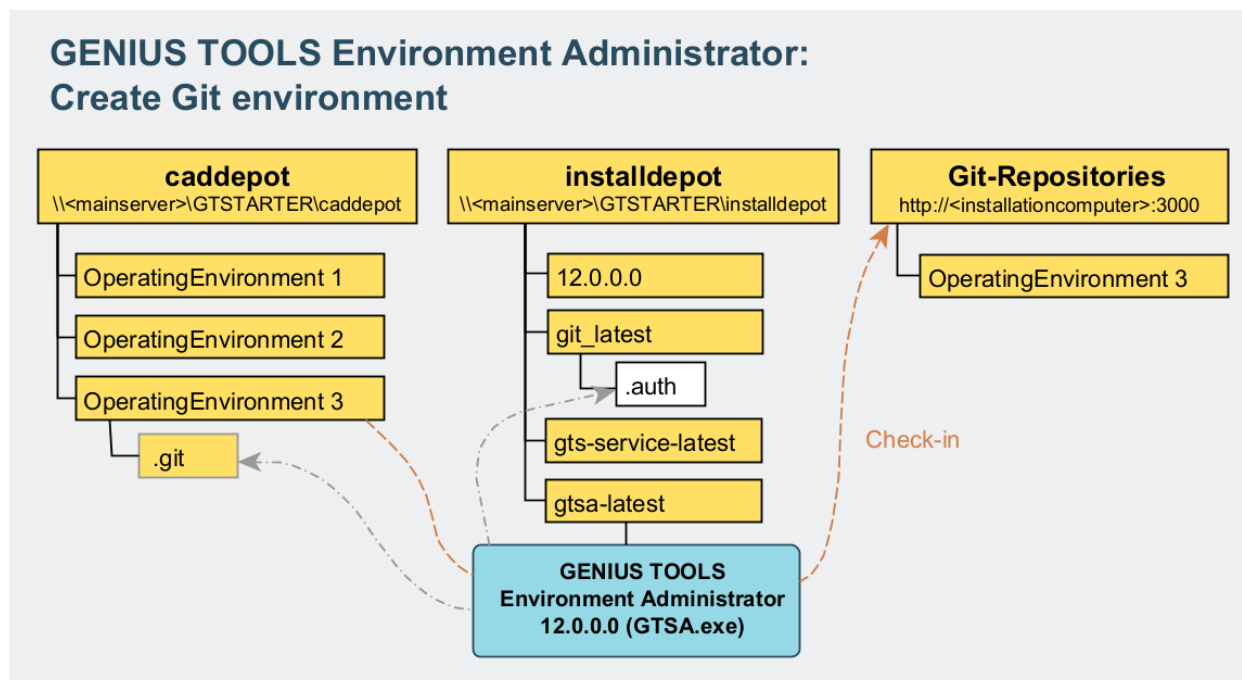 GENIUS TOOLS Environment Administrator:
Create Git environment
caddepot
\\<mainserver>\GTSTARTER\caddepot
OperatingEnvironment 1
OperatingEnvironment 2
OperatingEnvironment 3
.git
installdepot
\\<mainserver>\GTSTARTER\installdepot
12.0.0.0
git_latest
.auth
gts-service-latest
gtsa-latest
GENIUS TOOLS
Environment Administrator
12.0.0.0 (GTSA.exe)
Git-Repositories
http://<installationcomputer>:3000
OperatingEnvironment 3
Check-in